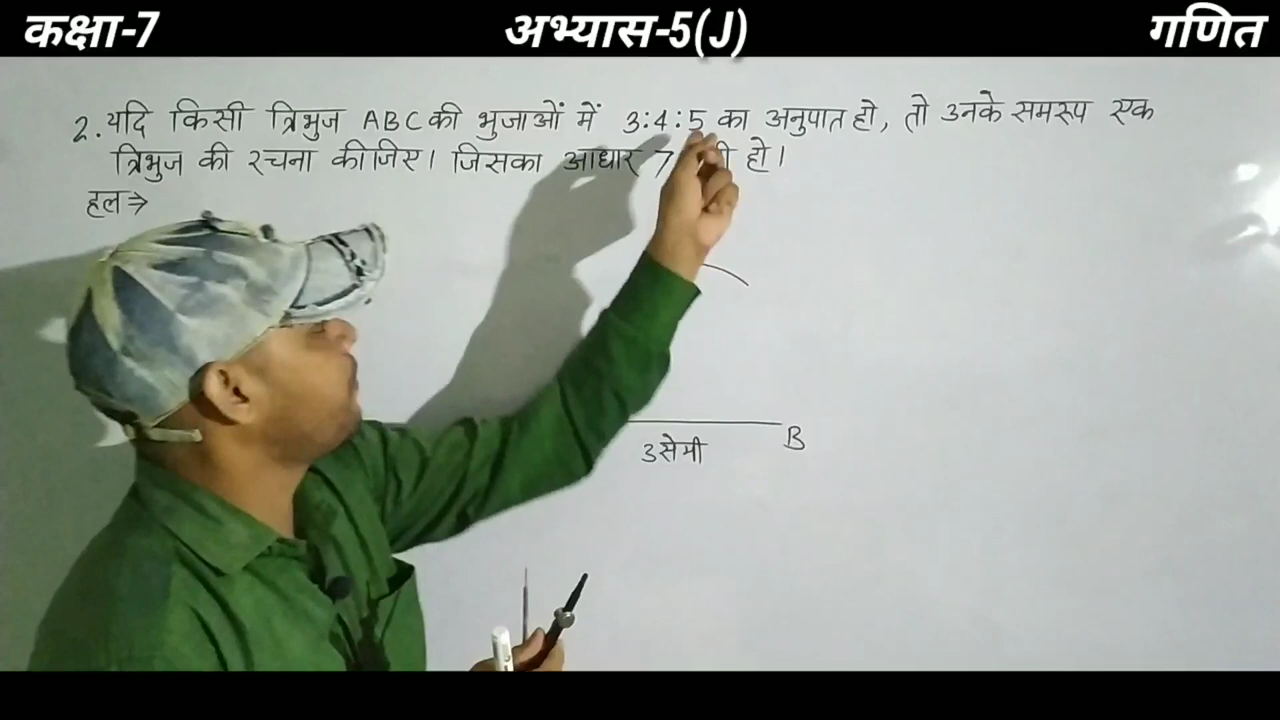 कक्षा-7 अभ्यास-5(J) गणित
2. यदि किसी त्रिभुज ABC की भुजाओं में 3:4:5 का अनुपात हो, तो उनके समरूप एक
त्रिभुज की रचना कीजिए। जिसका आधार 7 हो।
हल⇒
3सेमी B